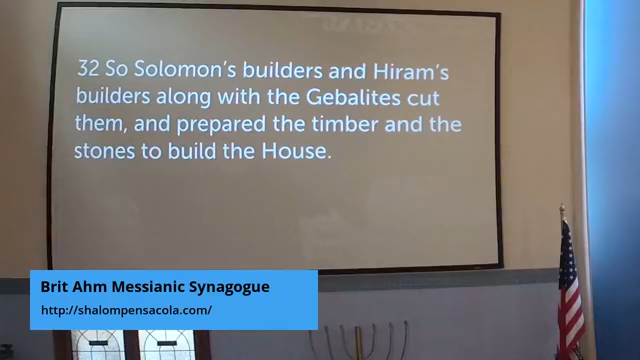 32 So Solomon's builders and Hiram's
builders along with the Gebalites cut
them, and prepared the timber and the
stones to build the House.
Brit Ahm Messianic Synagogue
http://shalompensacola.com/